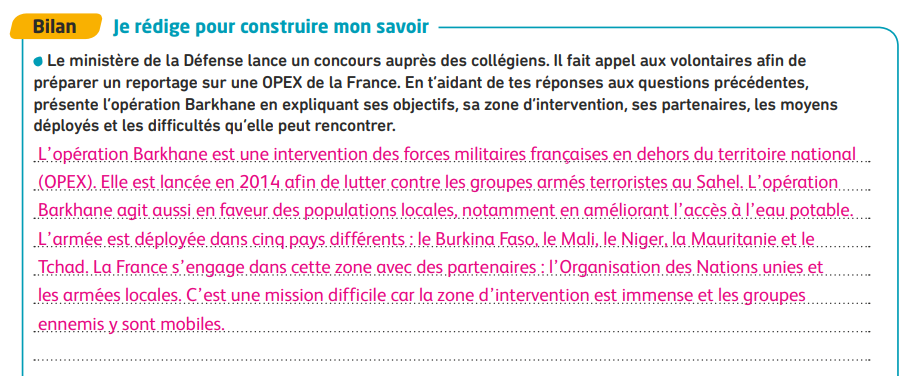 Bilan Je rédige pour construire mon savoir
Le ministère de la Défense lance un concours auprès des collégiens. Il fait appel aux volontaires afin de
préparer un reportage sur une OPEX de la France. En t'aidant de tes réponses aux questions précédentes,
présente l'opération Barkhane en expliquant ses objectifs, sa zone d'intervention, ses partenaires, les moyens
déployés et les difficultés qu'elle peut rencontrer.
L'opération Barkhane est une intervention des forces militaires françaises en dehors du territoire national
(OPEX). Elle est lancée en 2014 afin de lutter contre les groupes armés terroristes au Sahel. L'opération
Barkhane agit aussi en faveur des populations locales, notamment en améliorant l'accès à l'eau potable.
L'armée est déployée dans cinq pays différents : le Burkina Faso, le Mali, le Niger, la Mauritanie et le
Tchad. La France s'engage dans cette zone avec des partenaires : l'Organisation des Nations unies et
les armées locales. C'est une mission difficile car la zone d'intervention est immense et les groupes
ennemis y sont mobiles.